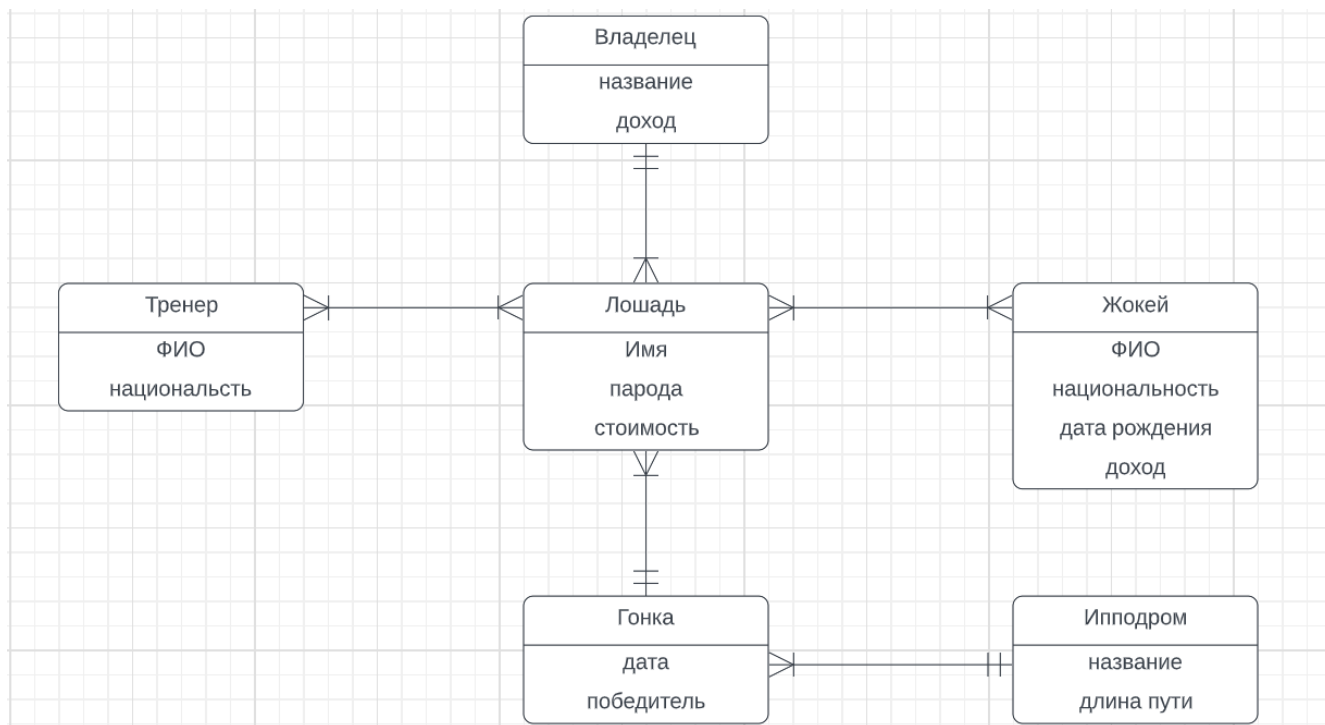 Владелец
название
доход
Тренер
ФИО
национальсть
Лошадь
Имя
парода
стоимость
Жокей
ФИО
национальность
дата рождения
доход
Гонка
дата
победитель
Ипподром
название
длина пути